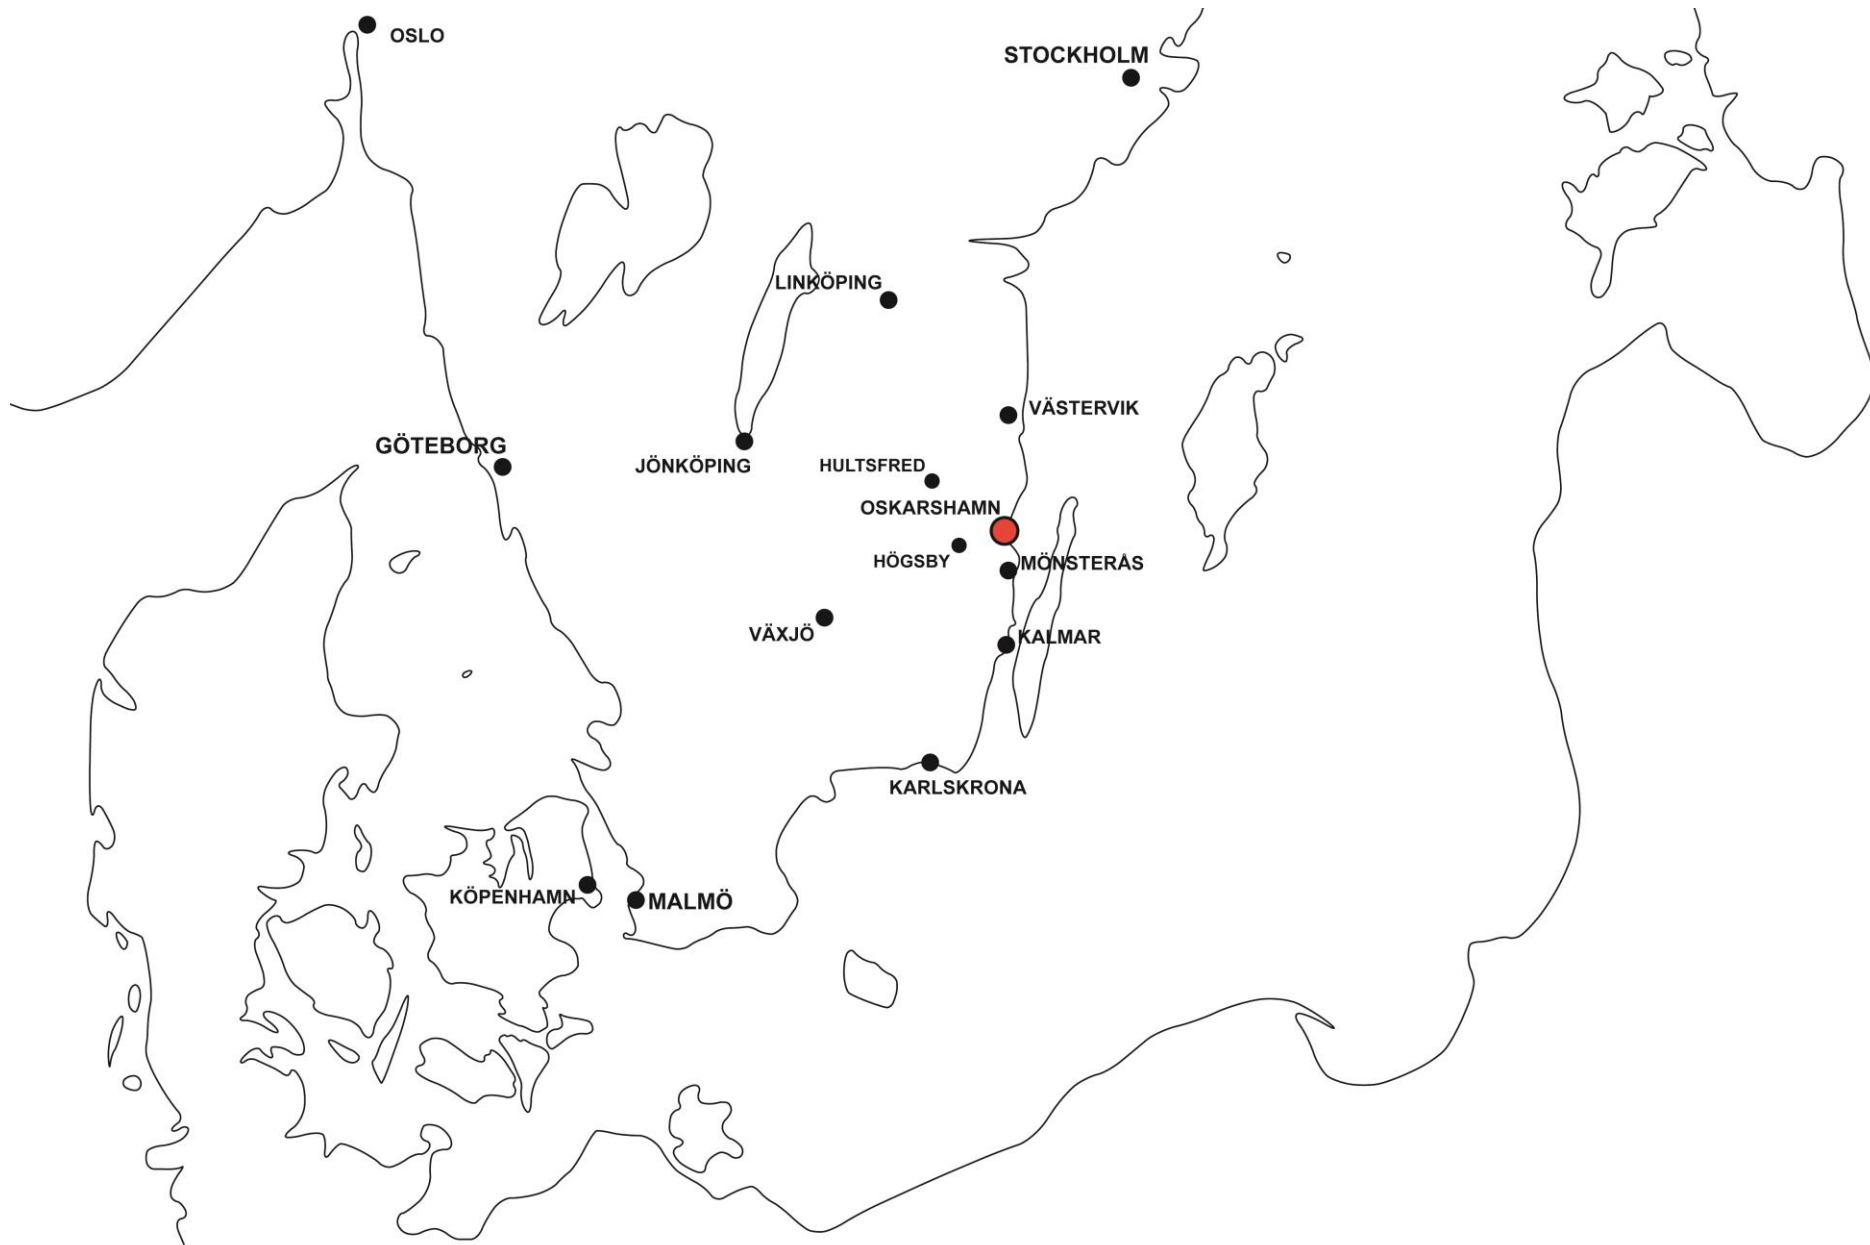 OSLO
STOCKHOLM
LINKÖPING
VÄSTERVIK
GÖTEBORG
JÖNKÖPING
HULTSFRED
OSKARSHAMN
HÖGSBY
MÖNSTERÅS
VÄXJÖ
KALMAR
KARLSKRONA
KÖPENHAMN
MALMÖ